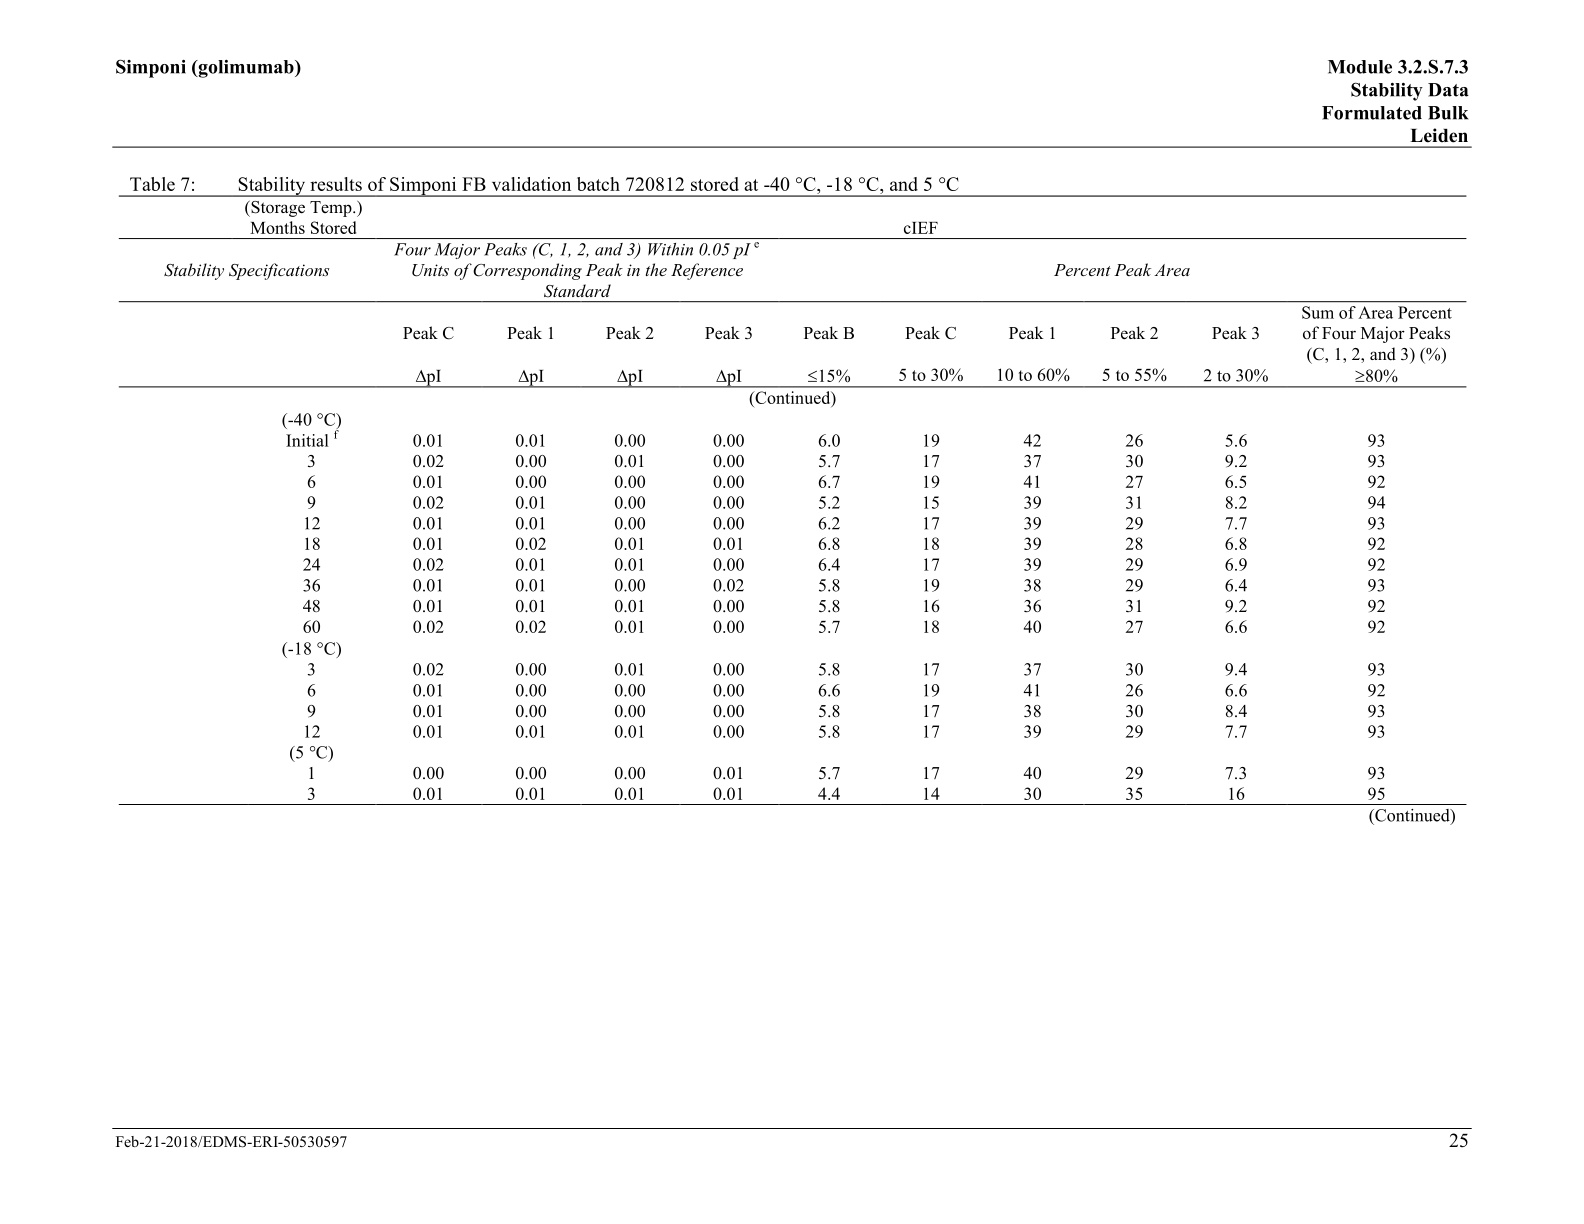 Simponi (golimumab)
Module 3.2.S.7.3
Stability Data
Formulated Bulk
Leiden
Table 7: Stability results of Simponi FB validation batch 720812 stored at -40 °C, -18 °C, and 5 °C
(Storage Temp.)
Months Stored cIEF
Four Major Peaks (C, 1, 2, and 3) Within 0.05 pI e
Stability Specifications Units of Corresponding Peak in the Reference Percent Peak Area
Standard
Sum of Area Percent
Peak C Peak 1 Peak 2 Peak 3 Peak B Peak C Peak 1 Peak 2 Peak 3 of Four Major Peaks
(C, 1, 2, and 3) (%)
ΔpI ΔpI ΔpI ΔpI ≤15% 5 to 30% 10 to 60% 5 to 55% 2 to 30% ≥80%
(Continued)
(-40 °C)
Initial f 0.01 0.01 0.00 0.00 6.0 19 42 26 5.6 93
3 0.02 0.00 0.01 0.00 5.7 17 37 30 9.2 93
6 0.01 0.00 0.00 0.00 6.7 19 41 27 6.5 92
9 0.02 0.01 0.00 0.00 5.2 15 39 31 8.2 94
12 0.01 0.01 0.00 0.00 6.2 17 39 29 7.7 93
18 0.01 0.02 0.01 0.01 6.8 18 39 28 6.8 92
24 0.02 0.01 0.01 0.00 6.4 17 39 29 6.9 92
36 0.01 0.01 0.00 0.02 5.8 19 38 29 6.4 93
48 0.01 0.01 0.01 0.00 5.8 16 36 31 9.2 92
60 0.02 0.02 0.01 0.00 5.7 18 40 27 6.6 92
(-18 °C)
3 0.02 0.00 0.01 0.00 5.8 17 37 30 9.4 93
6 0.01 0.00 0.00 0.00 6.6 19 41 26 6.6 92
9 0.01 0.00 0.00 0.00 5.8 17 38 30 8.4 93
12 0.01 0.01 0.01 0.00 5.8 17 39 29 7.7 93
(5 °C)
1 0.00 0.00 0.00 0.01 5.7 17 40 29 7.3 93
3 0.01 0.01 0.01 0.01 4.4 14 30 35 16 95
(Continued)
Feb-21-2018/EDMS-ERI-50530597 25